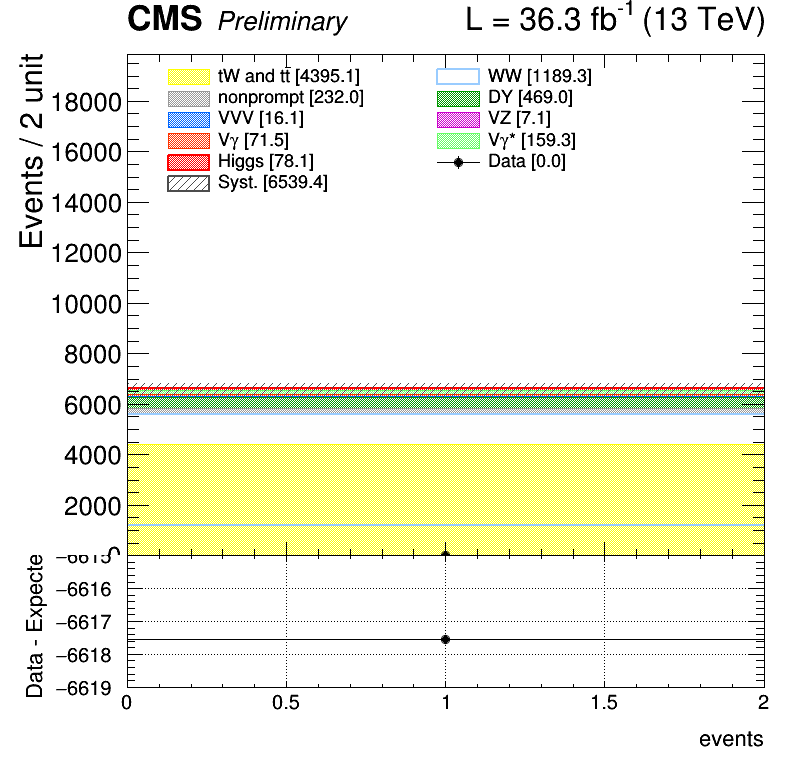 CMS Preliminary L = 36.3 fb⁻¹ (13 TeV)
Events / 2 unit
tW and tt̄ [4395.1]
nonprompt [232.0]
VVV [16.1]
Vγ [71.5]
Higgs [78.1]
Syst. [6539.4]
WW [1189.3]
DY [469.0]
VZ [7.1]
Vγ* [159.3]
Data [0.0]
18000
16000
14000
12000
10000
8000
6000
4000
2000
0
Data - Expecte
−6615
−6616
−6617
−6618
−6619
0 0.5 1 1.5 2
events